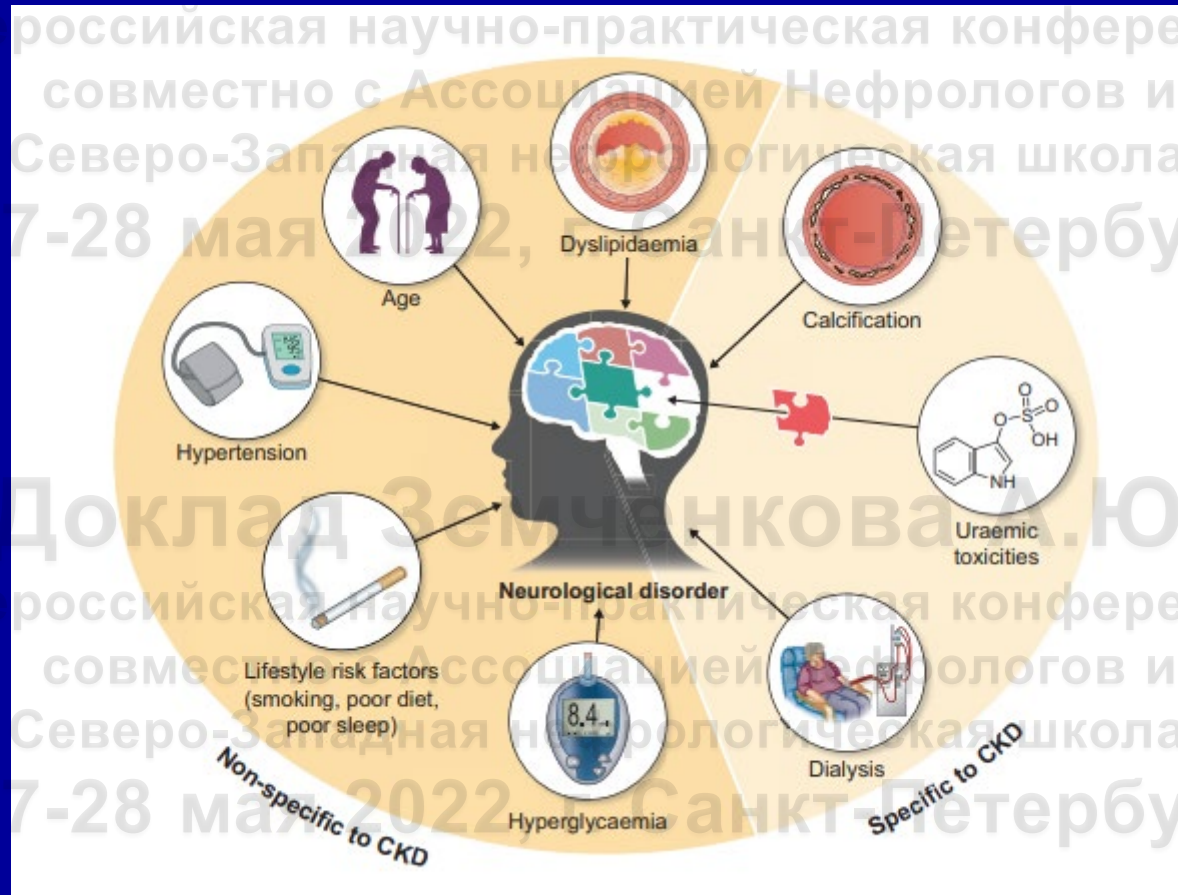 российская научно-практическая конфере
совместно с Ассоциацией Нефрологов и
Северо-Западная нефрологическая школа
7-28 мая 2022, г. Санкт-Петербу
Dyslipidaemia
Age
Calcification
Hypertension
O
O
S
O
OH
NH
Uraemic
toxicities
Доклад Земченкова А.Ю
Neurological disorder
российская научно-практическая конфере
совместно с Ассоциацией Нефрологов и
Lifestyle risk factors
(smoking, poor diet,
poor sleep)
8.4
Северо-Западная нефрологическая школа
Dialysis
7-28 мая 2022, г. Санкт-Петербу
Hyperglycaemia
Non-specific to CKD
Specific to CKD